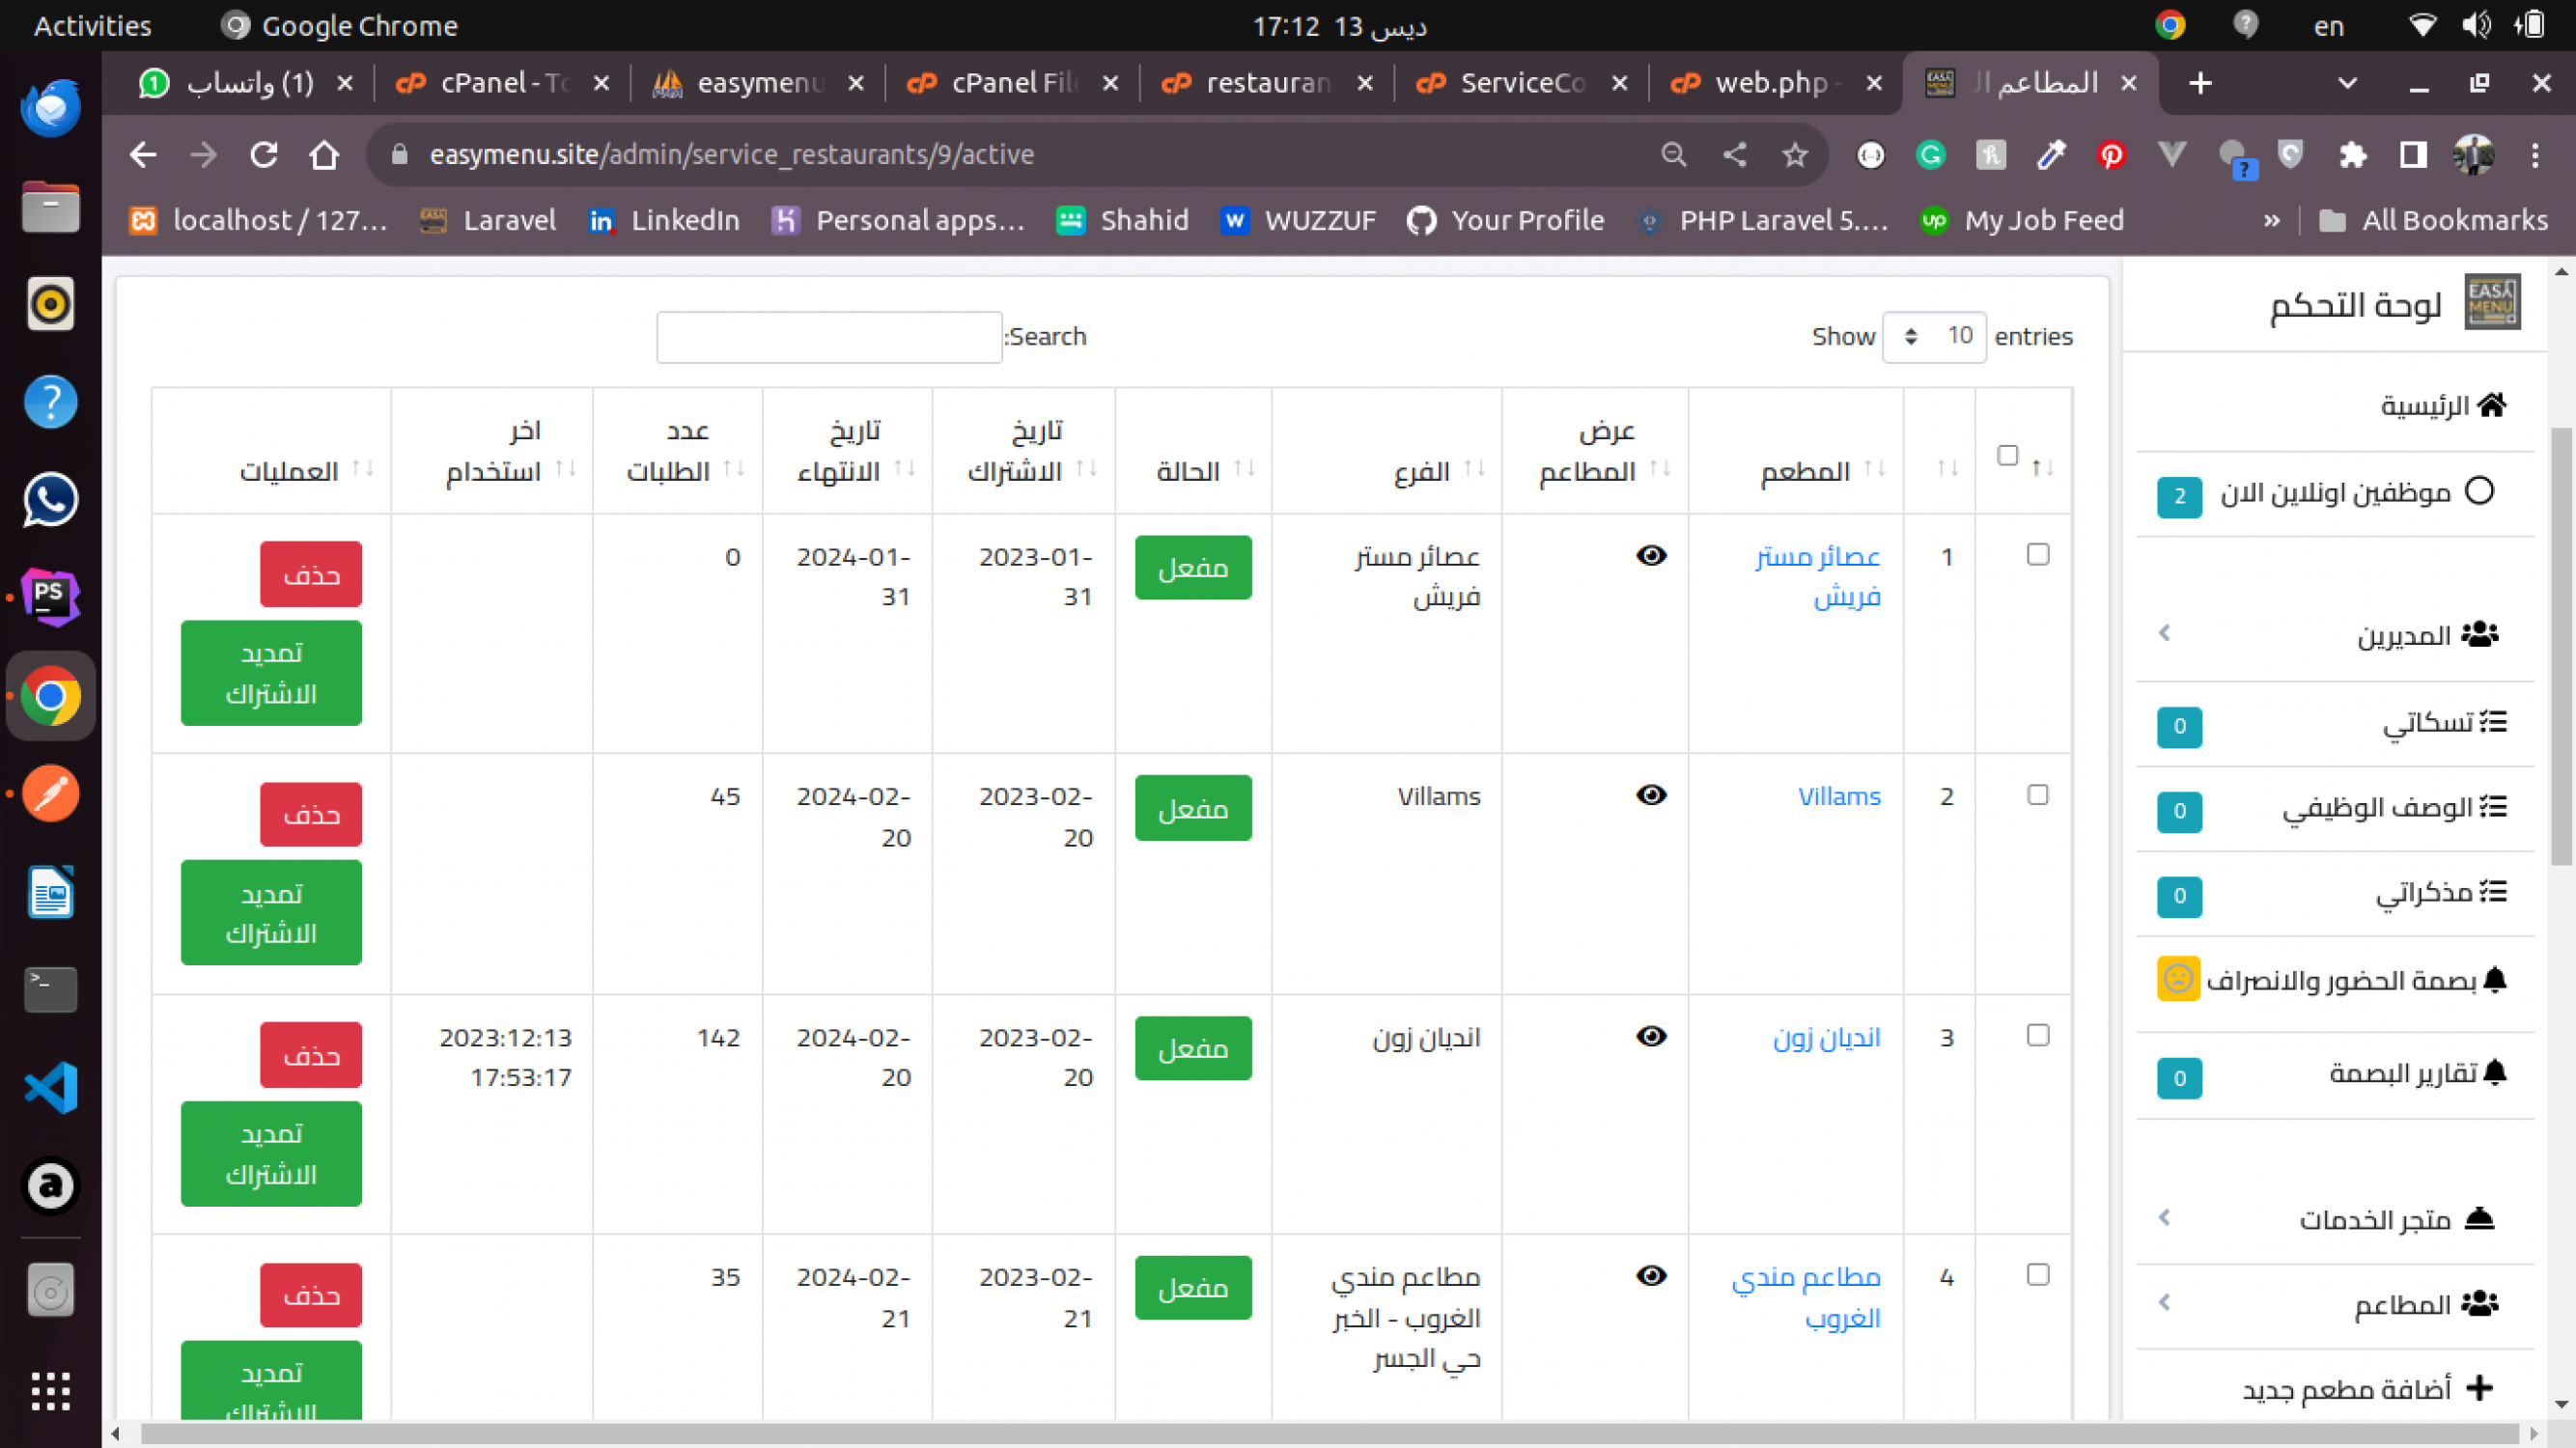 Activities
Google Chrome
17:12 13 ديس
en
(1) واتساب
cPanel - To
easymenu
cPanel File
restauran
ServiceCo
web.php -
المطاعم ال
easymenu.site/admin/service_restaurants/9/active
localhost / 127...
Laravel
LinkedIn
Personal apps...
Shahid
WUZZUF
Your Profile
PHP Laravel 5....
My Job Feed
»
All Bookmarks
EASY MENU
لوحة التحكم
الرئيسية
موظفين اونلاين الان 2
المديرين
تسكاتي 0
الوصف الوظيفي 0
مذكراتي 0
بصمة الحضور والانصراف
تقارير البصمة 0
متجر الخدمات
المطاعم
أضافة مطعم جديد
Show 10 entries
:Search
المطعم
عرض
المطاعم
الفرع
الحالة
تاريخ
الاشتراك
تاريخ
الانتهاء
عدد
الطلبات
اخر
استخدام
العمليات
1
عصائر مستر
فريش
عصائر مستر
فريش
مفعل
2023-01-
31
2024-01-
31
0
حذف
تمديد
الاشتراك
2
Villams
Villams
مفعل
2023-02-
20
2024-02-
20
45
حذف
تمديد
الاشتراك
3
انديان زون
انديان زون
مفعل
2023-02-
20
2024-02-
20
142
2023:12:13
17:53:17
حذف
تمديد
الاشتراك
4
مطاعم مندي
الغروب
مطاعم مندي
الغروب - الخبر
حي الجسر
مفعل
2023-02-
21
2024-02-
21
35
حذف
تمديد
الاشتراك